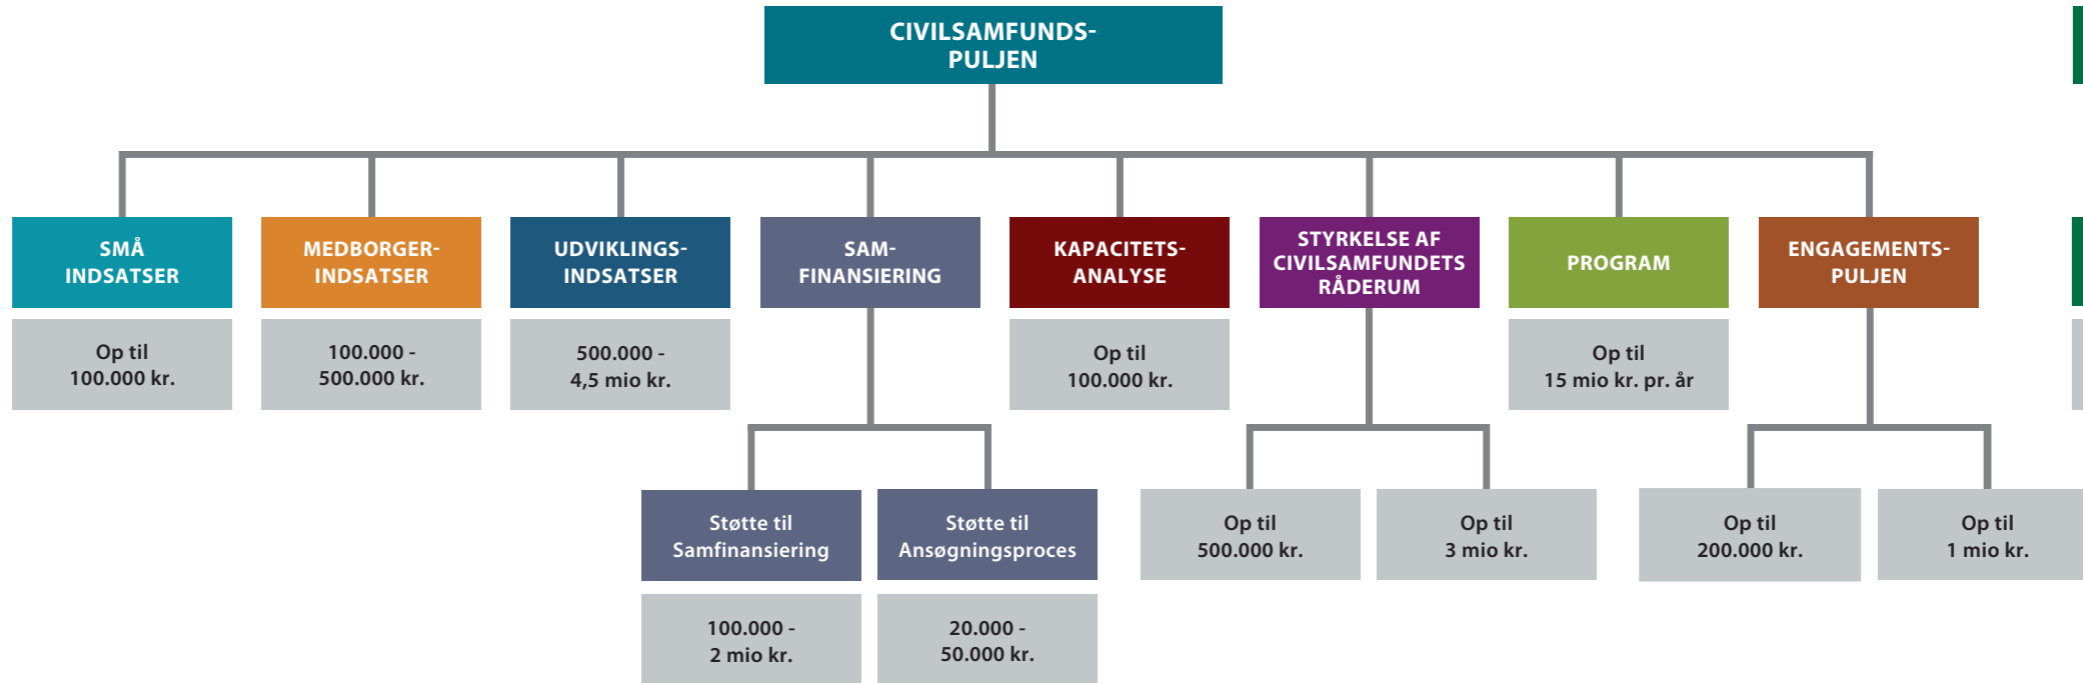 CIVILSAMFUNDS-
PULJEN
SMÅ
INDSATSER
Op til
100.000 kr.
MEDBORGER-
INDSATSER
100.000 -
500.000 kr.
UDVIKLINGS-
INDSATSER
500.000 -
4,5 mio kr.
SAM-
FINANSIERING
Støtte til
Samfinansiering
100.000 -
2 mio kr.
Støtte til
Ansøgningsproces
20.000 -
50.000 kr.
KAPACITETS-
ANALYSE
Op til
100.000 kr.
STYRKELSE AF
CIVILSAMFUNDETS
RÅDERUM
Op til
500.000 kr.
Op til
3 mio kr.
PROGRAM
Op til
15 mio kr. pr. år
ENGAGEMENTS-
PULJEN
Op til
200.000 kr.
Op til
1 mio kr.